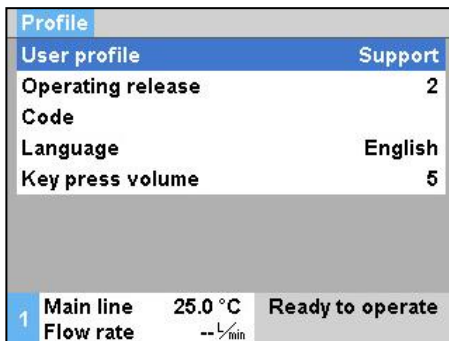 Profile
User profile Support
Operating release 2
Code
Language English
Key press volume 5
1 Main line 25.0 °C Ready to operate
Flow rate -- L/min